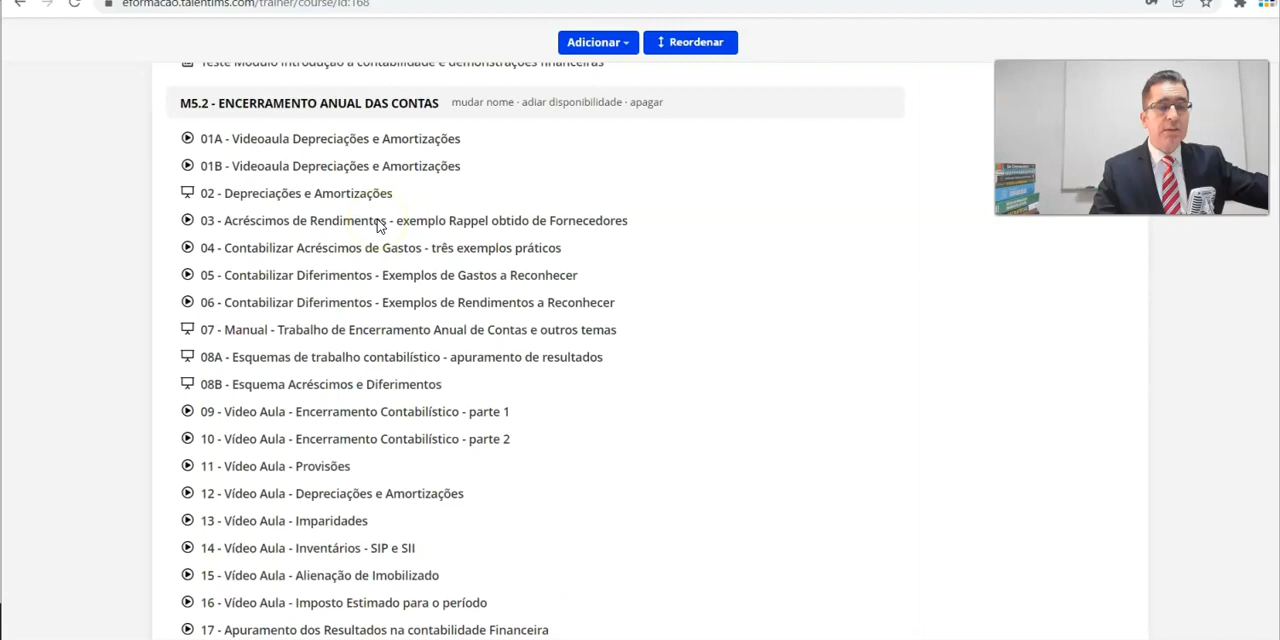 eformacao.talentlms.com/trainer/course/id:168
Adicionar
Reordenar
Teste Módulo Introdução à contabilidade e demonstrações financeiras
M5.2 - ENCERRAMENTO ANUAL DAS CONTAS mudar nome · adiar disponibilidade · apagar
01A - Videoaula Depreciações e Amortizações
01B - Videoaula Depreciações e Amortizações
02 - Depreciações e Amortizações
03 - Acréscimos de Rendimentos - exemplo Rappel obtido de Fornecedores
04 - Contabilizar Acréscimos de Gastos - três exemplos práticos
05 - Contabilizar Diferimentos - Exemplos de Gastos a Reconhecer
06 - Contabilizar Diferimentos - Exemplos de Rendimentos a Reconhecer
07 - Manual - Trabalho de Encerramento Anual de Contas e outros temas
08A - Esquemas de trabalho contabilístico - apuramento de resultados
08B - Esquema Acréscimos e Diferimentos
09 - Video Aula - Encerramento Contabilístico - parte 1
10 - Vídeo Aula - Encerramento Contabilístico - parte 2
11 - Vídeo Aula - Provisões
12 - Vídeo Aula - Depreciações e Amortizações
13 - Vídeo Aula - Imparidades
14 - Vídeo Aula - Inventários - SIP e SII
15 - Vídeo Aula - Alienação de Imobilizado
16 - Vídeo Aula - Imposto Estimado para o período
17 - Apuramento dos Resultados na contabilidade Financeira